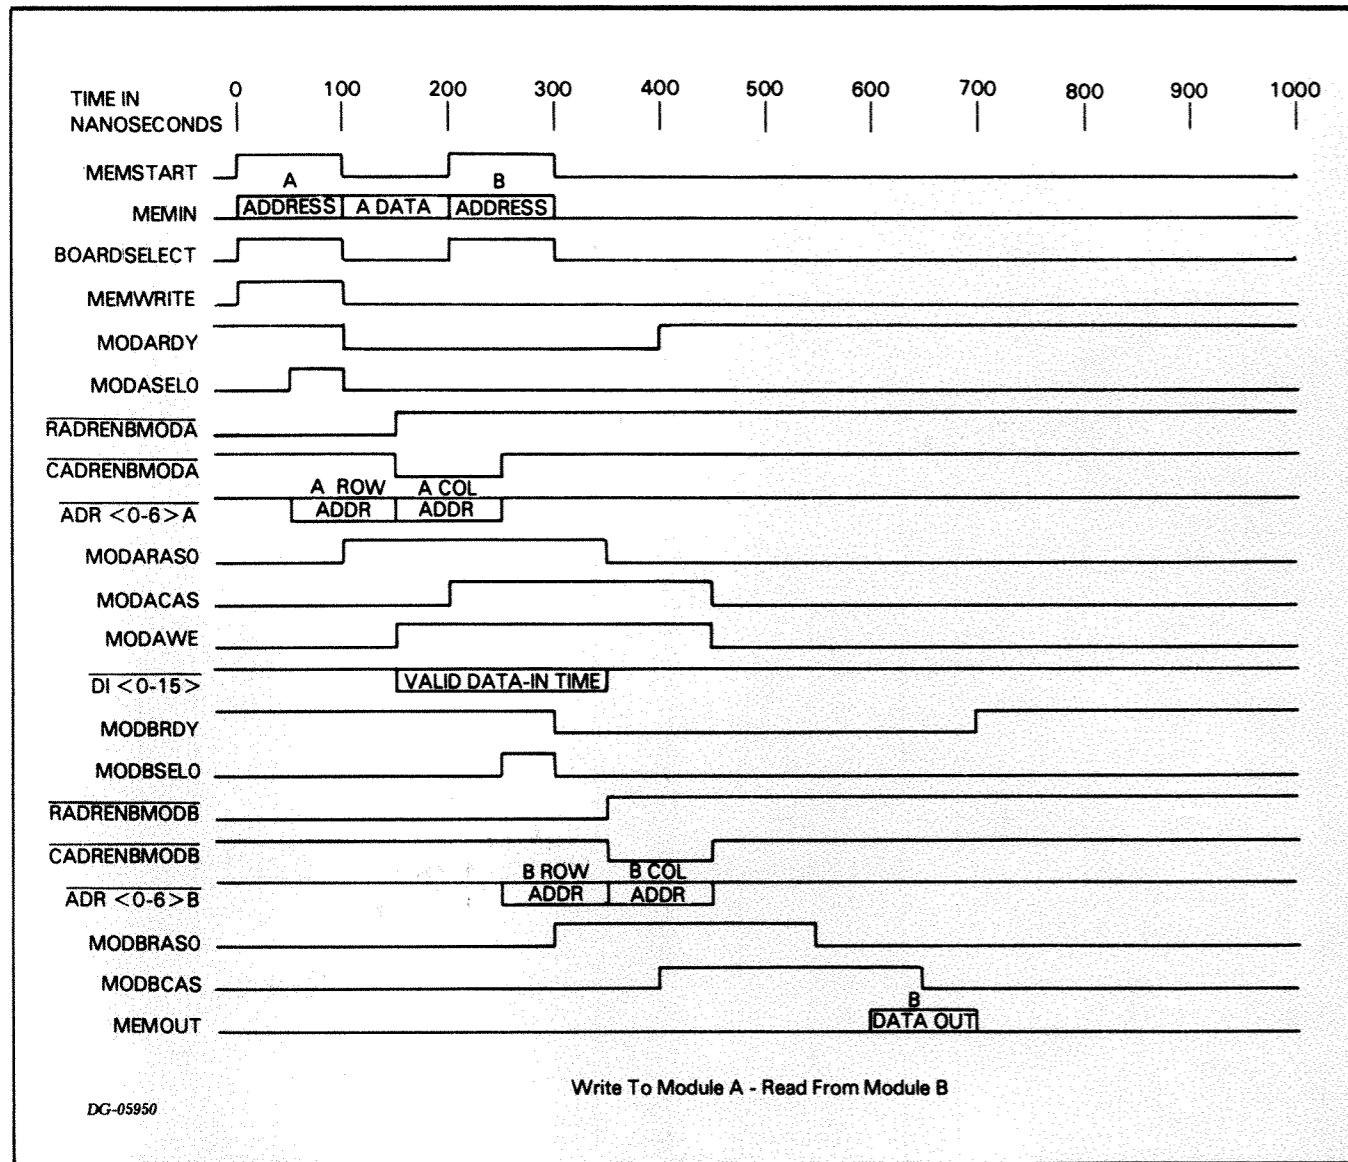 0 100 200 300 400 500 600 700 800 900 1000
TIME IN
NANOSECONDS
MEMSTART
A B
MEMIN ADDRESS A DATA ADDRESS
BOARDSELECT
MEMWRITE
MODARDY
MODASEL0
RADRENBMODA
CADRENBMODA
A ROW A COL
ADR <0-6>A ADDR ADDR
MODARAS0
MODACAS
MODAWE
DI <0-15> VALID DATA-IN TIME
MODBRDY
MODBSEL0
RADRENBMODB
CADRENBMODB
B ROW B COL
ADR <0-6>B ADDR ADDR
MODBRAS0
MODBCAS
B
MEMOUT DATA OUT
Write To Module A - Read From Module B
DG-05950